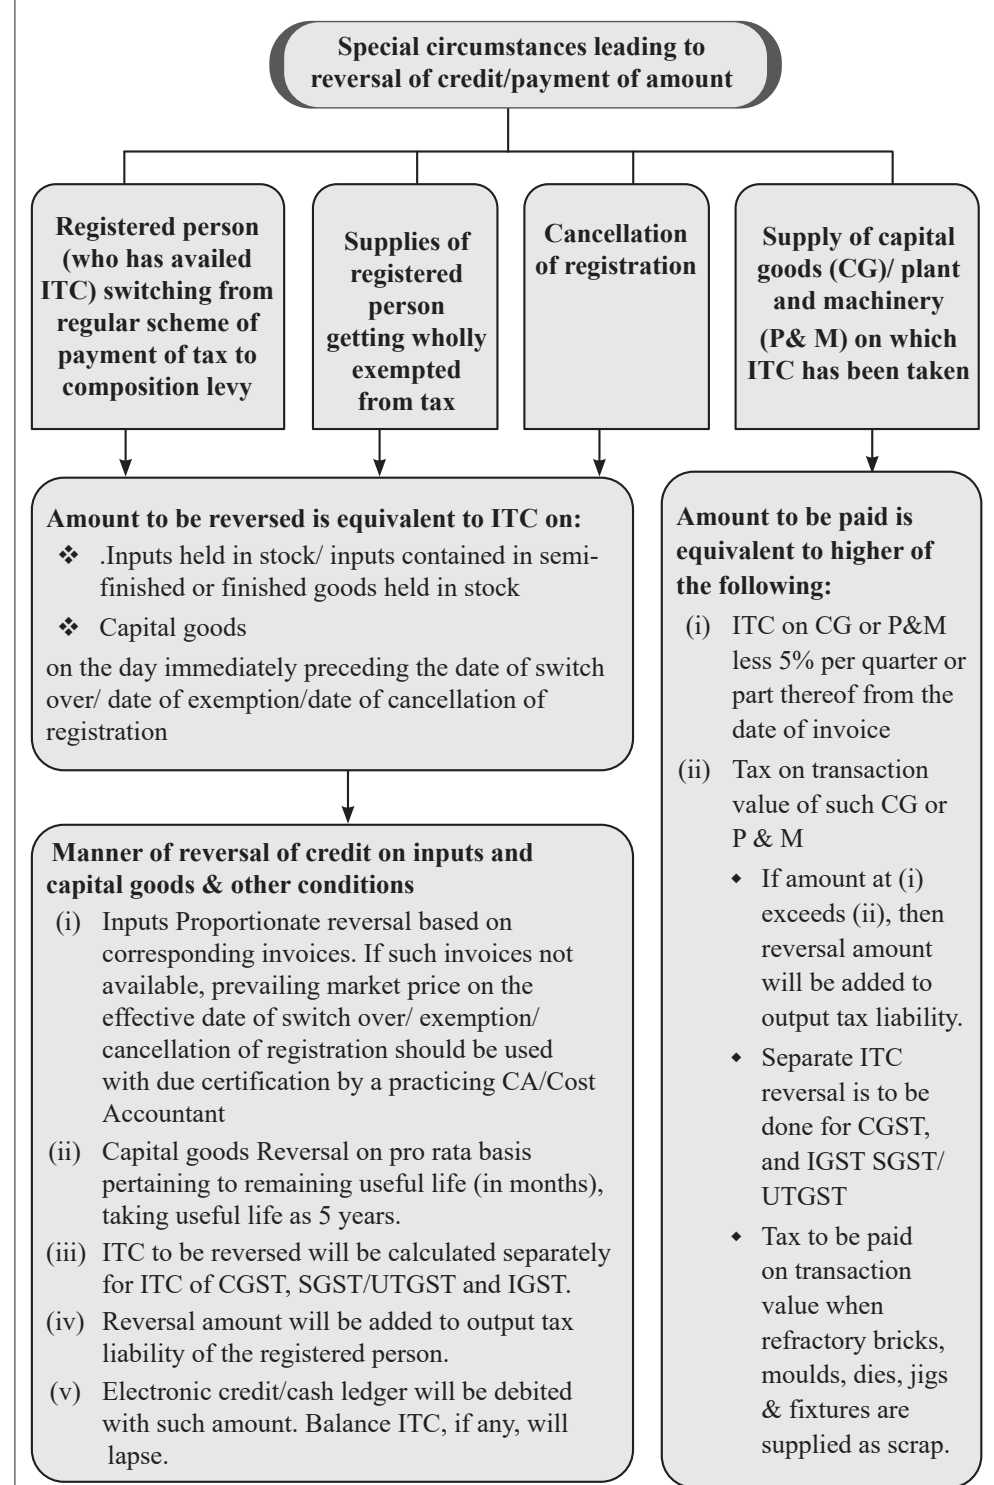 Special circumstances leading to
reversal of credit/payment of amount
Registered person
(who has availed
ITC) switching from
regular scheme of
payment of tax to
composition levy
Supplies of
registered
person
getting wholly
exempted
from tax
Cancellation
of registration
Supply of capital
goods (CG)/ plant
and machinery
(P& M) on which
ITC has been taken
Amount to be reversed is equivalent to ITC on:
❖ .Inputs held in stock/ inputs contained in semi-
finished or finished goods held in stock
❖ Capital goods
on the day immediately preceding the date of switch
over/ date of exemption/date of cancellation of
registration
Manner of reversal of credit on inputs and
capital goods & other conditions
(i) Inputs Proportionate reversal based on
corresponding invoices. If such invoices not
available, prevailing market price on the
effective date of switch over/ exemption/
cancellation of registration should be used
with due certification by a practicing CA/Cost
Accountant
(ii) Capital goods Reversal on pro rata basis
pertaining to remaining useful life (in months),
taking useful life as 5 years.
(iii) ITC to be reversed will be calculated separately
for ITC of CGST, SGST/UTGST and IGST.
(iv) Reversal amount will be added to output tax
liability of the registered person.
(v) Electronic credit/cash ledger will be debited
with such amount. Balance ITC, if any, will
lapse.
Amount to be paid is
equivalent to higher of
the following:
(i) ITC on CG or P&M
less 5% per quarter or
part thereof from the
date of invoice
(ii) Tax on transaction
value of such CG or
P & M
◆ If amount at (i)
exceeds (ii), then
reversal amount
will be added to
output tax liability.
◆ Separate ITC
reversal is to be
done for CGST,
and IGST SGST/
UTGST
◆ Tax to be paid
on transaction
value when
refractory bricks,
moulds, dies, jigs
& fixtures are
supplied as scrap.